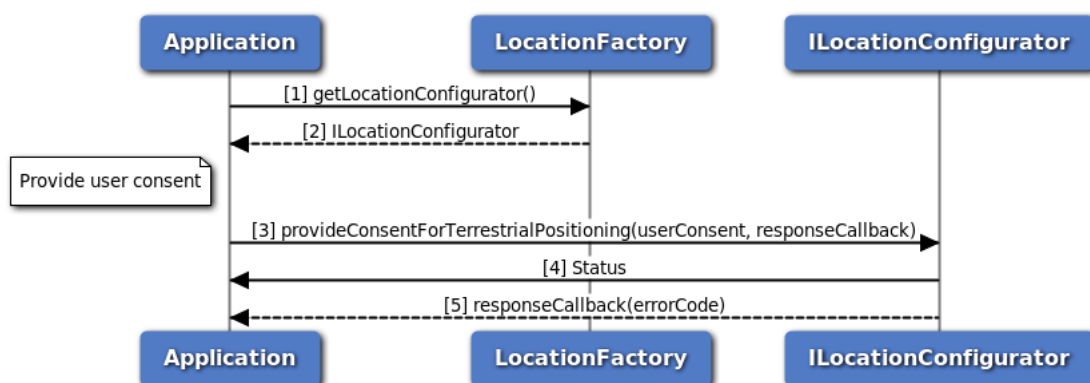 Application LocationFactory ILocationConfigurator
[1] getLocationConfigurator()
[2] ILocationConfigurator
Provide user consent
[3] provideConsentForTerrestrialPositioning(userConsent, responseCallback)
[4] Status
[5] responseCallback(errorCode)
Application LocationFactory ILocationConfigurator